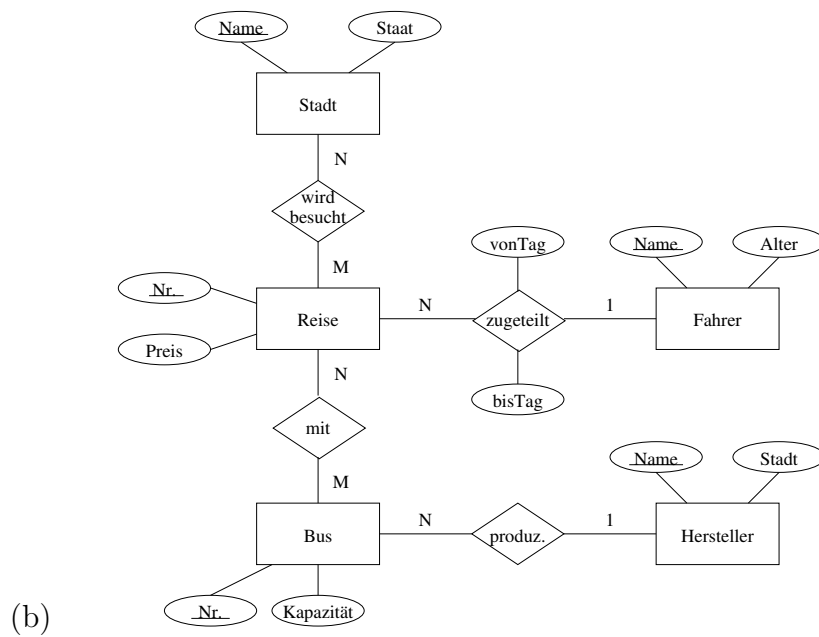 Name
Staat
Stadt
N
wird
besucht
M
vonTag
Name
Alter
Nr.
Reise
N
zugeteilt
1
Fahrer
Preis
N
bisTag
mit
M
Name
Stadt
Bus
N
produz.
1
Hersteller
(b)
Nr.
Kapazität